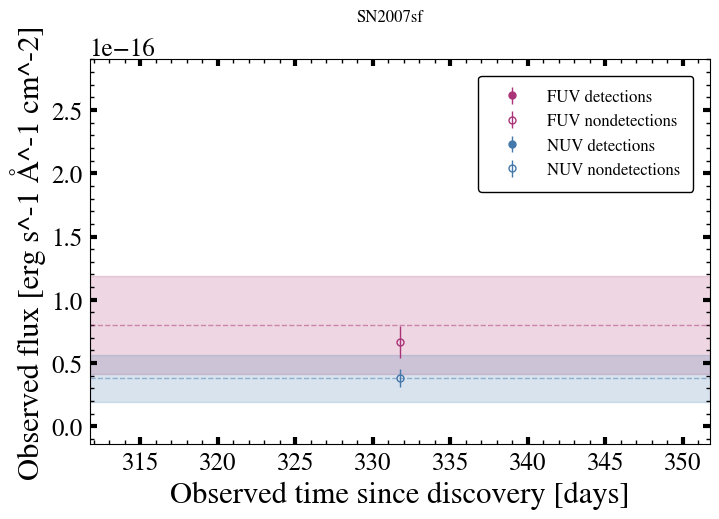 SN2007sf
1e−16
FUV detections
FUV nondetections
NUV detections
NUV nondetections
2.5
2.0
1.5
1.0
0.5
0.0
Observed flux [erg s^-1 Å^-1 cm^-2]
315 320 325 330 335 340 345 350
Observed time since discovery [days]